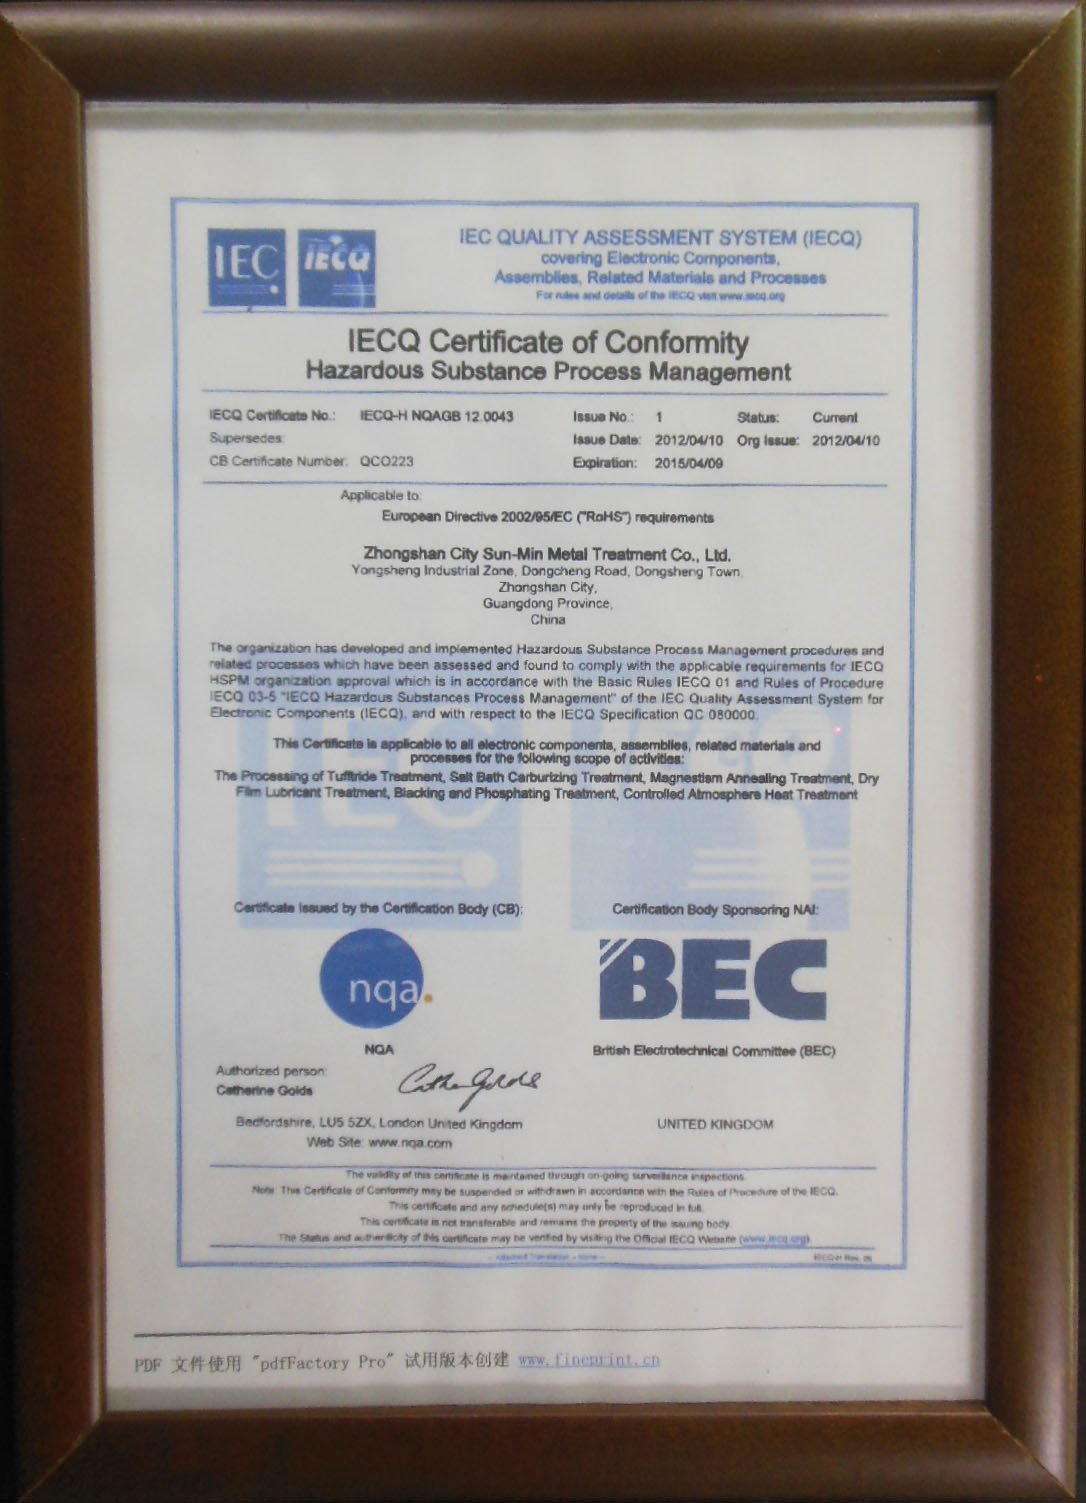 IEC
IECQ
IEC QUALITY ASSESSMENT SYSTEM (IECQ)
covering Electronic Components,
Assemblies, Related Materials and Processes
For rules and details of the IECQ visit www.iecq.org
IECQ Certificate of Conformity
Hazardous Substance Process Management
IECQ Certificate No.: IECQ-H NQAGB 12.0043 Issue No.: 1 Status: Current
Supersedes: Issue Date: 2012/04/10 Org Issue: 2012/04/10
CB Certificate Number: QC0223 Expiration: 2015/04/09
Applicable to:
European Directive 2002/95/EC ("RoHS") requirements
Zhongshan City Sun-Min Metal Treatment Co., Ltd.
Yongsheng Industrial Zone, Dongcheng Road, Dongsheng Town,
Zhongshan City,
Guangdong Province,
China
The organization has developed and implemented Hazardous Substance Process Management procedures and
related processes which have been assessed and found to comply with the applicable requirements for IECQ
HSPM organization approval which is in accordance with the Basic Rules IECQ 01 and Rules of Procedure
IECQ 03-5 "IECQ Hazardous Substances Process Management" of the IEC Quality Assessment System for
Electronic Components (IECQ), and with respect to the IECQ Specification QC 080000.
This Certificate is applicable to all electronic components, assemblies, related materials and
processes for the following scope of activities:
The Processing of Tufftride Treatment, Salt Bath Carburizing Treatment, Magnestism Annealing Treatment, Dry
Film Lubricant Treatment, Blacking and Phosphating Treatment, Controlled Atmosphere Heat Treatment
Certificate issued by the Certification Body (CB): Certification Body Sponsoring NAI:
nqa. BEC
NQA British Electrotechnical Committee (BEC)
Authorized person:
Catherine Golds
Bedfordshire, LU5 5ZX, London United Kingdom UNITED KINGDOM
Web Site: www.nqa.com
The validity of this certificate is maintained through on-going surveillance inspections.
Note: This Certificate of Conformity may be suspended or withdrawn in accordance with the Rules of Procedure of the IECQ.
This certificate and any schedule(s) may only be reproduced in full.
This certificate is not transferable and remains the property of the issuing body.
The Status and authenticity of this certificate may be verified by visiting the Official IECQ Website (www.iecq.org).
PDF 文件使用 "pdfFactory Pro" 试用版本创建 www.fineprint.cn